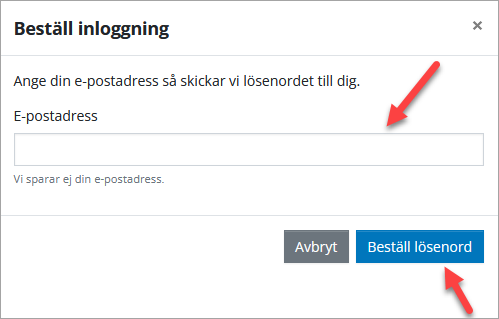 Beställ inloggning ×
Ange din e-postadress så skickar vi lösenordet till dig.
E-postadress
Vi sparar ej din e-postadress.
Avbryt Beställ lösenord